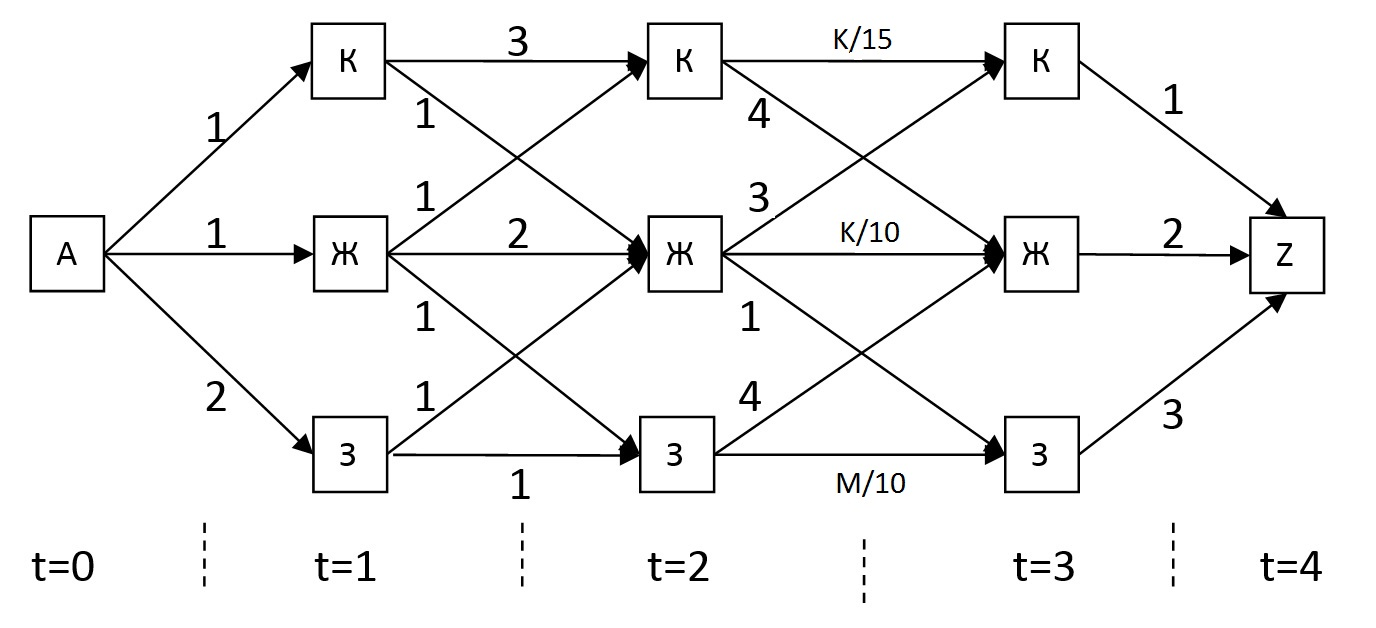 К 3 К K/15 К
1 1 4 1
А 1 Ж 1 2 Ж 3 K/10 Ж 2 Z
2 1 1 1 4 3
З 1 З M/10 З
t=0 t=1 t=2 t=3 t=4